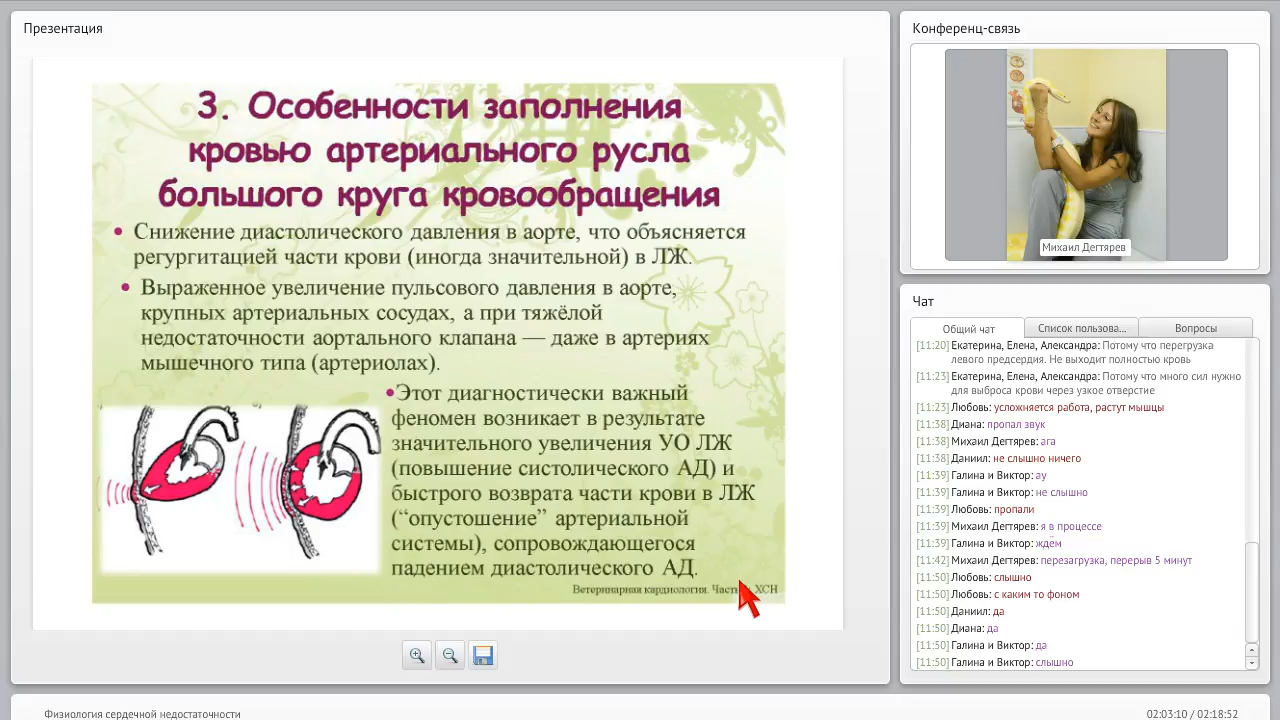 Презентация
3. Особенности заполнения
кровью артериального русла
большого круга кровообращения
• Снижение диастолического давления в аорте, что объясняется
регургитацией части крови (иногда значительной) в ЛЖ.
• Выраженное увеличение пульсового давления в аорте,
крупных артериальных сосудах, а при тяжёлой
недостаточности аортального клапана — даже в артериях
мышечного типа (артериолах).
•Этот диагностически важный
феномен возникает в результате
значительного увеличения УО ЛЖ
(повышение систолического АД) и
быстрого возврата части крови в ЛЖ
(“опустошение” артериальной
системы), сопровождающегося
падением диастолического АД.
Ветеринарная кардиология. ХСН
Конференц-связь
Михаил Дегтярев
Чат
Общий чат
Список пользова...
Вопросы
[11:20] Екатерина, Елена, Александра: Потому что перегрузка
левого предсердия. Не выходит полностью кровь
[11:23] Екатерина, Елена, Александра: Потому что много сил нужно
для выброса крови через узкое отверстие
[11:23] Любовь: усложняется работа, растут мышцы
[11:38] Диана: пропал звук
[11:38] Михаил Дегтярев: ага
[11:38] Даниил: не слышно ничего
[11:39] Галина и Виктор: ау
[11:39] Галина и Виктор: не слышно
[11:39] Любовь: пропали
[11:39] Михаил Дегтярев: я в процессе
[11:39] Галина и Виктор: ждём
[11:42] Михаил Дегтярев: перезагрузка, перерыв 5 минут
[11:50] Любовь: слышно
[11:50] Любовь: с каким то фоном
[11:50] Даниил: да
[11:50] Диана: да
[11:50] Галина и Виктор: да
[11:50] Галина и Виктор: слышно
Физиология сердечной недостаточности
02:03:10 / 02:18:52